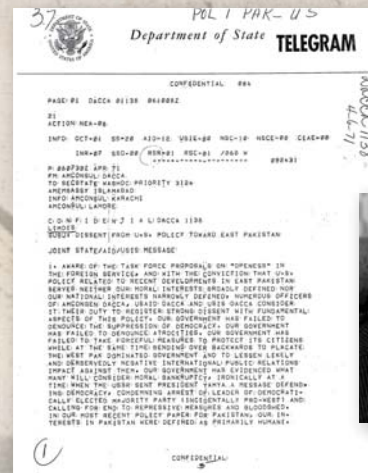 37
POL 1 PAK-US
Department of State TELEGRAM
CONFIDENTIAL 084
PAGE 01 DACCA 01138 061008Z
21
ACTION NEA-08
INFO OCT-01 SS-20 AID-12 USIE-00 NSC-10 NSCE-00 CIAE-00
INR-07 SSO-00 RSR-01 RSC-01 /060 W
090431
P 060730Z APR 71
FM AMCONSUL DACCA
TO SECSTATE WASHDC PRIORITY 3124
AMEMBASSY ISLAMABAD
INFO AMCONSUL KARACHI
AMCONSUL LAHORE
C O N F I D E N T I A L DACCA 1138
LIMDIS
SUBJ: DISSENT FROM U.S. POLICY TOWARD EAST PAKISTAN
JOINT STATE/AID/USIS MESSAGE
1. AWARE OF THE TASK FORCE PROPOSALS ON "OPENESS" IN
THE FOREIGN SERVICE, AND WITH THE CONVICTION THAT U.S.
POLICY RELATED TO RECENT DEVELOPMENTS IN EAST PAKISTAN
SERVES NEITHER OUR MORAL INTERESTS BROADLY DEFINED NOR
OUR NATIONAL INTERESTS NARROWLY DEFINED, NUMEROUS OFFICERS
OF AMCONGEN DACCA, USAID DACCA AND USIS DACCA CONSIDER
IT THEIR DUTY TO REGISTER STRONG DISSENT WITH FUNDAMENTAL
ASPECTS OF THIS POLICY. OUR GOVERNMENT HAS FAILED TO
DENOUNCE THE SUPPRESSION OF DEMOCRACY. OUR GOVERNMENT
HAS FAILED TO DENOUNCE ATROCITIES. OUR GOVERNMENT HAS
FAILED TO TAKE FORCEFUL MEASURES TO PROTECT ITS CITIZENS
WHILE AT THE SAME TIME BENDING OVER BACKWARDS TO PLACATE
THE WEST PAK DOMINATED GOVERNMENT AND TO LESSEN LIKELY
AND DESERVEDLY NEGATIVE INTERNATIONAL PUBLIC RELATIONS
IMPACT AGAINST THEM. OUR GOVERNMENT HAS EVIDENCED WHAT
MANY WILL CONSIDER MORAL BANKRUPTCY, IRONICALLY AT A
TIME WHEN THE USSR SENT PRESIDENT YAHYA A MESSAGE DEFEND-
ING DEMOCRACY, CONDEMNING ARREST OF LEADER OF DEMOCRATI-
CALLY ELECTED MAJORITY PARTY (INCIDENTALLY PRO-WEST) AND
CALLING FOR END TO REPRESSIVE MEASURES AND BLOODSHED.
IN OUR MOST RECENT POLICY PAPER FOR PAKISTAN, OUR IN-
TERESTS IN PAKISTAN WERE DEFINED AS PRIMARILY HUMANI-
1
CONFIDENTIAL